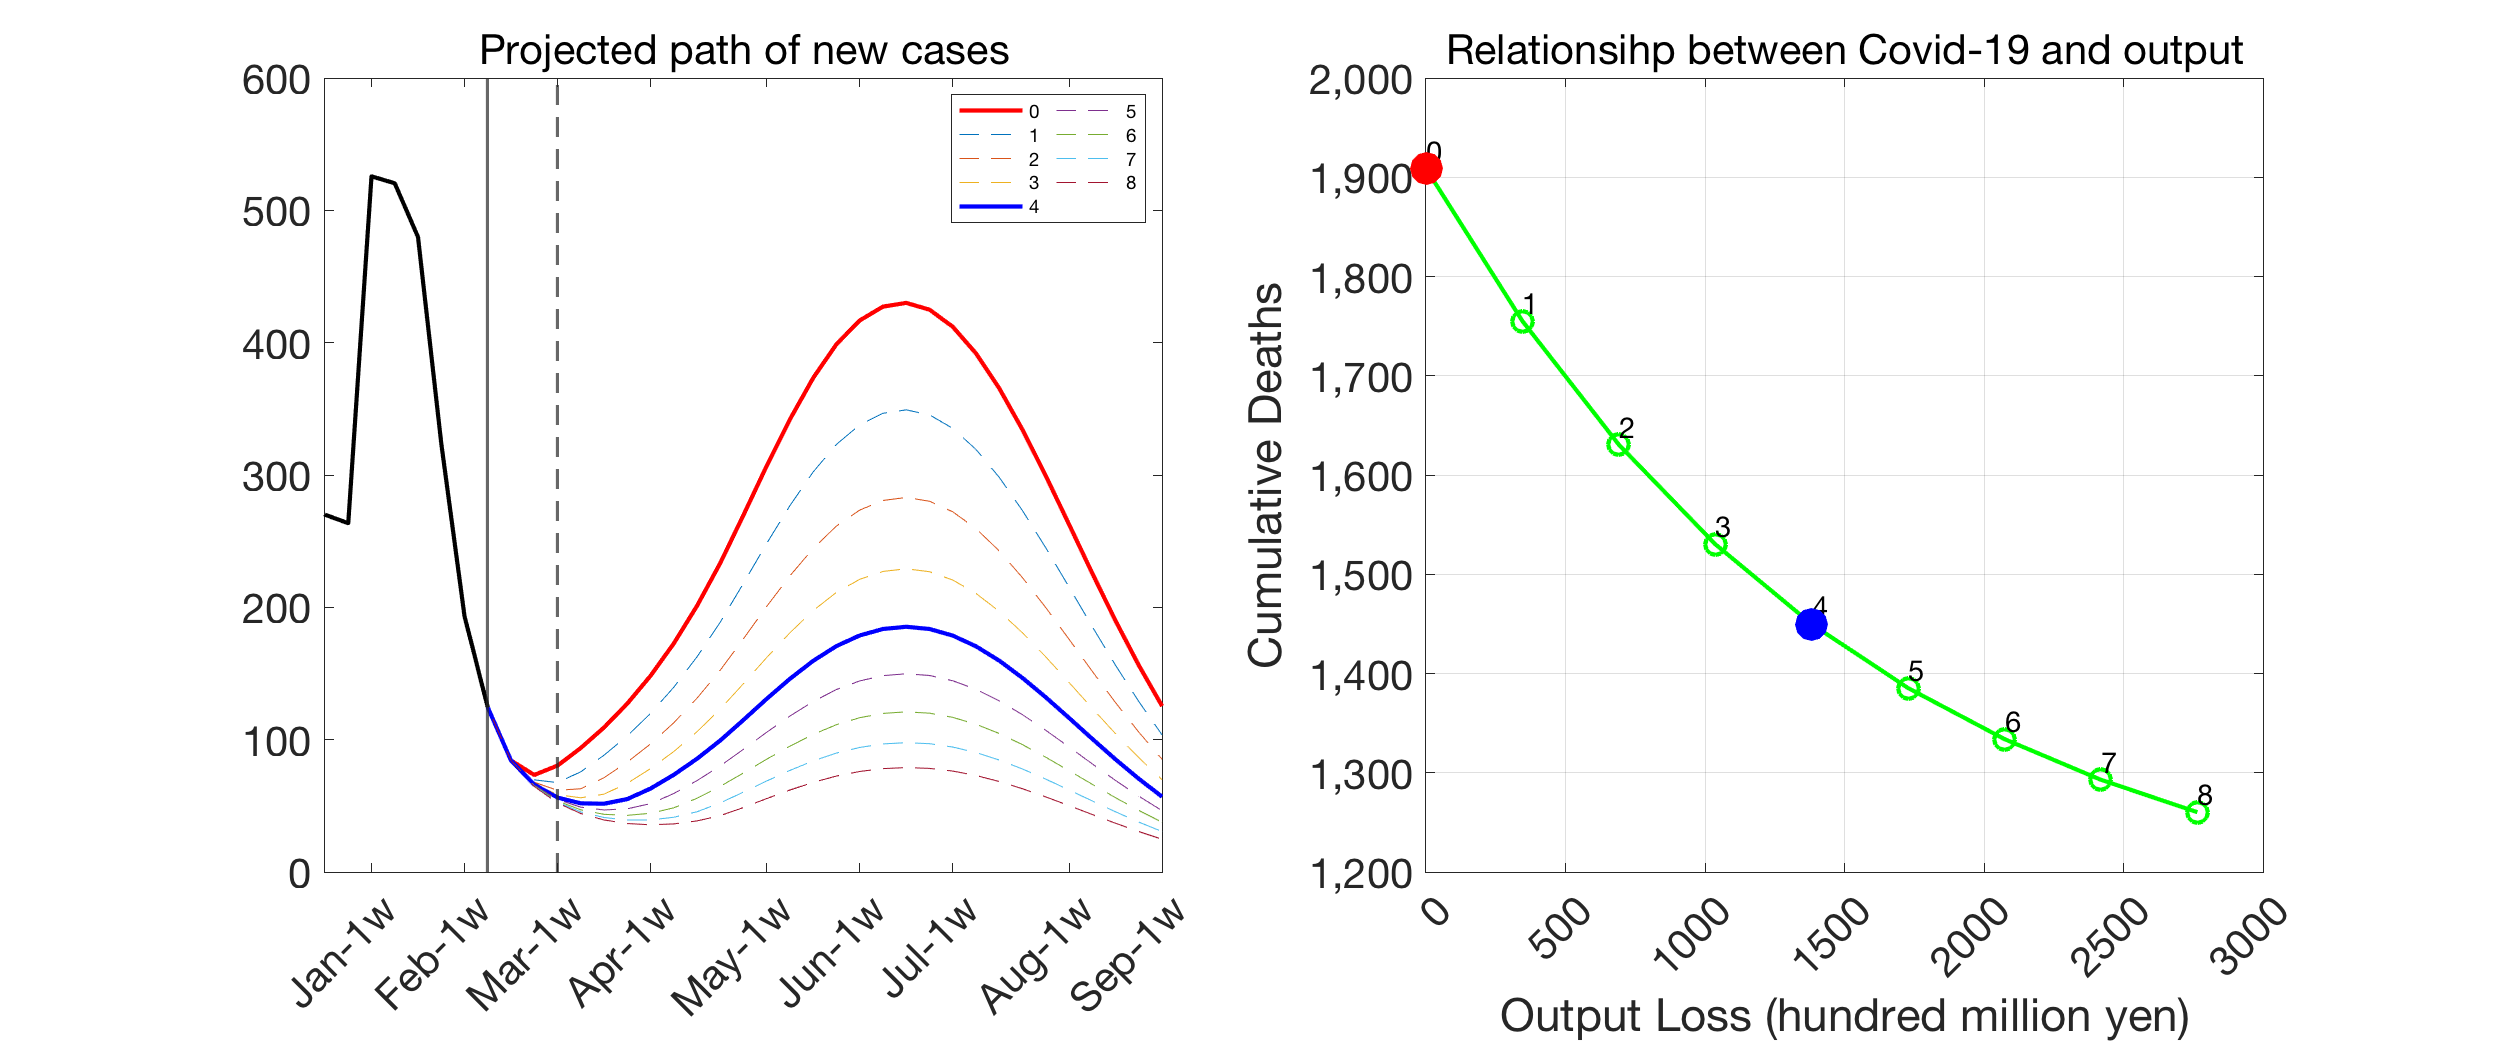 Projected path of new cases
600
500
400
300
200
100
0
0 5
1 6
2 7
3 8
4
Jan-1w
Feb-1w
Mar-1w
Apr-1w
May-1w
Jun-1w
Jul-1w
Aug-1w
Sep-1w
Relationsihp between Covid-19 and output
Cumulative Deaths
2,000
1,900
1,800
1,700
1,600
1,500
1,400
1,300
1,200
0
1
2
3
4
5
6
7
8
0
500
1000
1500
2000
2500
3000
Output Loss (hundred million yen)